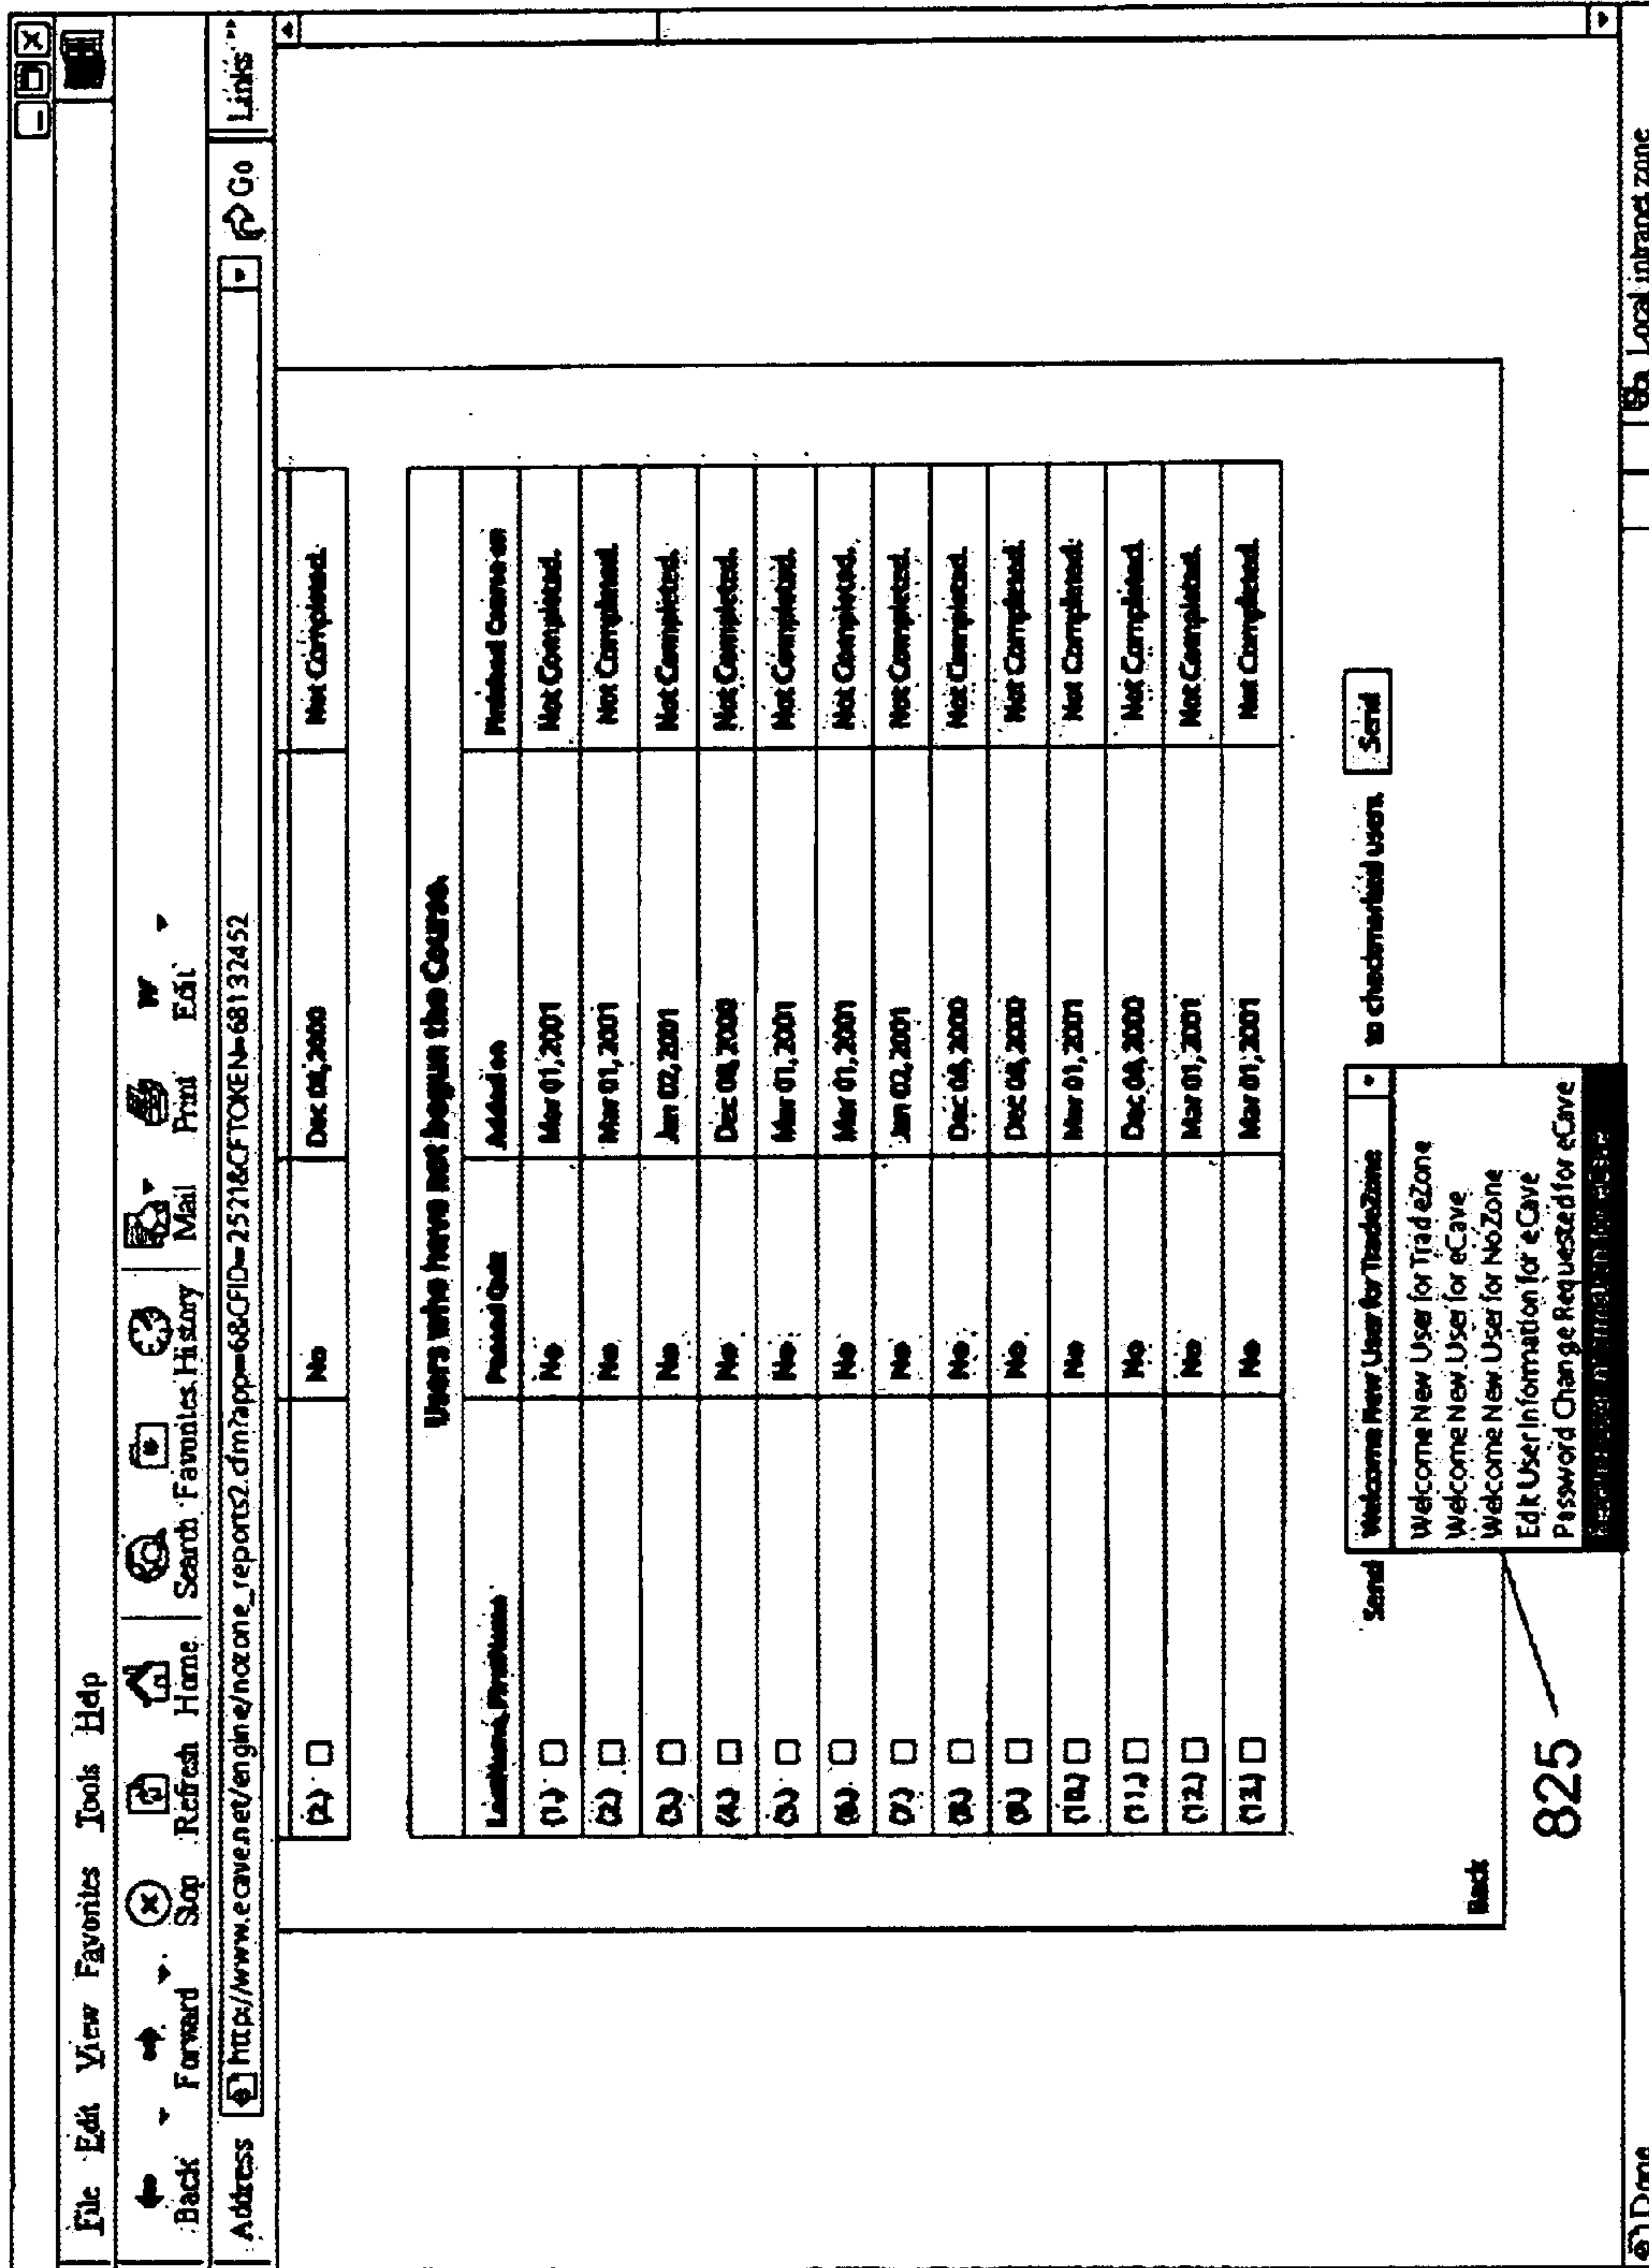 File Edit View Favorites Tools Help
Back Forward Stop Refresh Home Search Favorites History Mail Print Edit
Address http://www.ecave.net/engine/nozone_reports2.cfm?app=6&CFID=2521&CFTOKEN=68132452 Go Links »
(2.) No Dec 08, 2000 Not Completed.
Users who have not begun the Course.
LastName, FirstName Passed Quiz Added on Finished Course on
(1.) No Mar 01, 2001 Not Completed.
(2.) No Mar 01, 2001 Not Completed.
(3.) No Jan 02, 2001 Not Completed.
(4.) No Dec 08, 2000 Not Completed.
(5.) No Mar 01, 2001 Not Completed.
(6.) No Mar 01, 2001 Not Completed.
(7.) No Jan 02, 2001 Not Completed.
(8.) No Dec 08, 2000 Not Completed.
(9.) No Dec 08, 2000 Not Completed.
(10.) No Mar 01, 2001 Not Completed.
(11.) No Dec 08, 2000 Not Completed.
(12.) No Mar 01, 2001 Not Completed.
(13.) No Mar 01, 2001 Not Completed.
Send Welcome New User for TradeZone to checkmarked users. Send
Welcome New User for TradeZone
Welcome New User for eCave
Welcome New User for NoZone
Edit User Information for eCave
Password Change Requested for eCave
Back
825
Done Local intranet zone